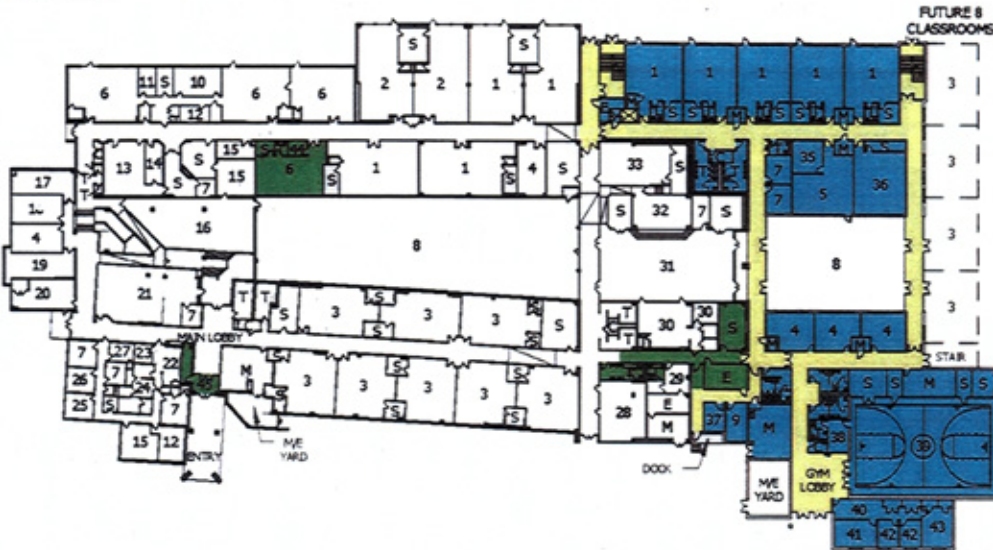 FUTURE 8
CLASSROOMS
S S
2 2 1 1
1 1 1 1 1
3
6 11 S 10 6 6
12
S S M S S M S
M
13 14 S 15 S 6 1 1 4 S 33 S
15
7 35 M 36
7 5
3
17 T S 7
4 16 8 S 32 7 S
19 31 8 3
20 21 7 T T S 3 S 3 3 S T 30 30 S
S
4 4 4
M M
3
MAIN LOBBY
STAIR
7 27 23 22 M 3 3 3 3 3 29 E
26 7 24
25 S 7 7 S S S 28 E 37 9 M
M
S S M S S
38 39
15 12
ENTRY
M/E
YARD
DOCK
M/E
YARD
GYM
LOBBY
40
41 42 42 43